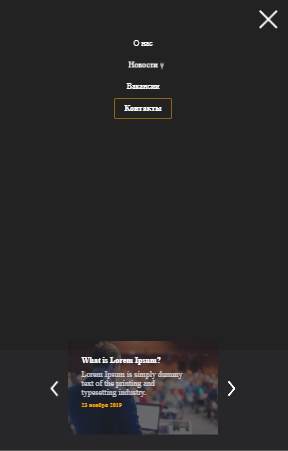 О нас
Новости
Вакансии
Контакты
What is Lorem Ipsum?
Lorem Ipsum is simply dummy
text of the printing and
typesetting industry.
23 ноября 2019